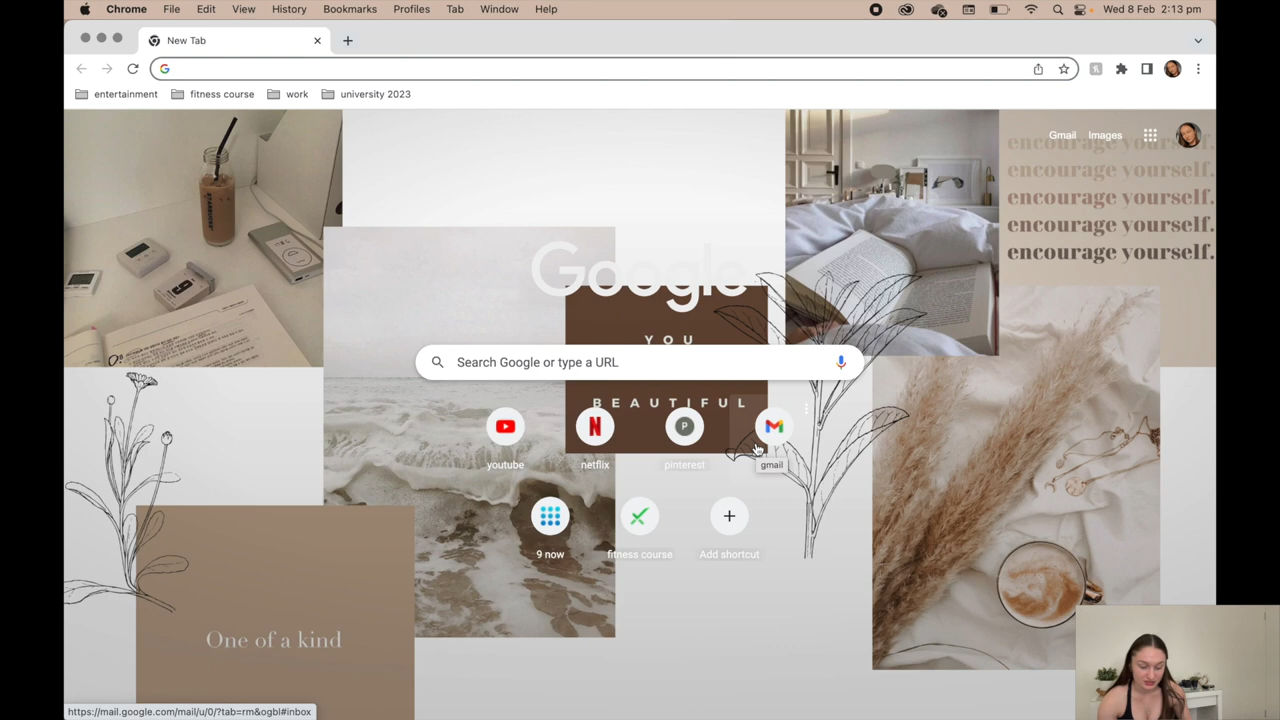 Chrome File Edit View History Bookmarks Profiles Tab Window Help Wed 8 Feb 2:13 pm
New Tab
entertainment fitness course work university 2023
Gmail Images
encourage yourself.
encourage yourself.
encourage yourself.
encourage yourself.
encourage yourself.
STARBUCKS
Google
YOU
Search Google or type a URL
BEAUTIFUL
youtube netflix pinterest gmail
9 now fitness course Add shortcut
One of a kind
https://mail.google.com/mail/u/0/?tab=rm&ogbl#inbox